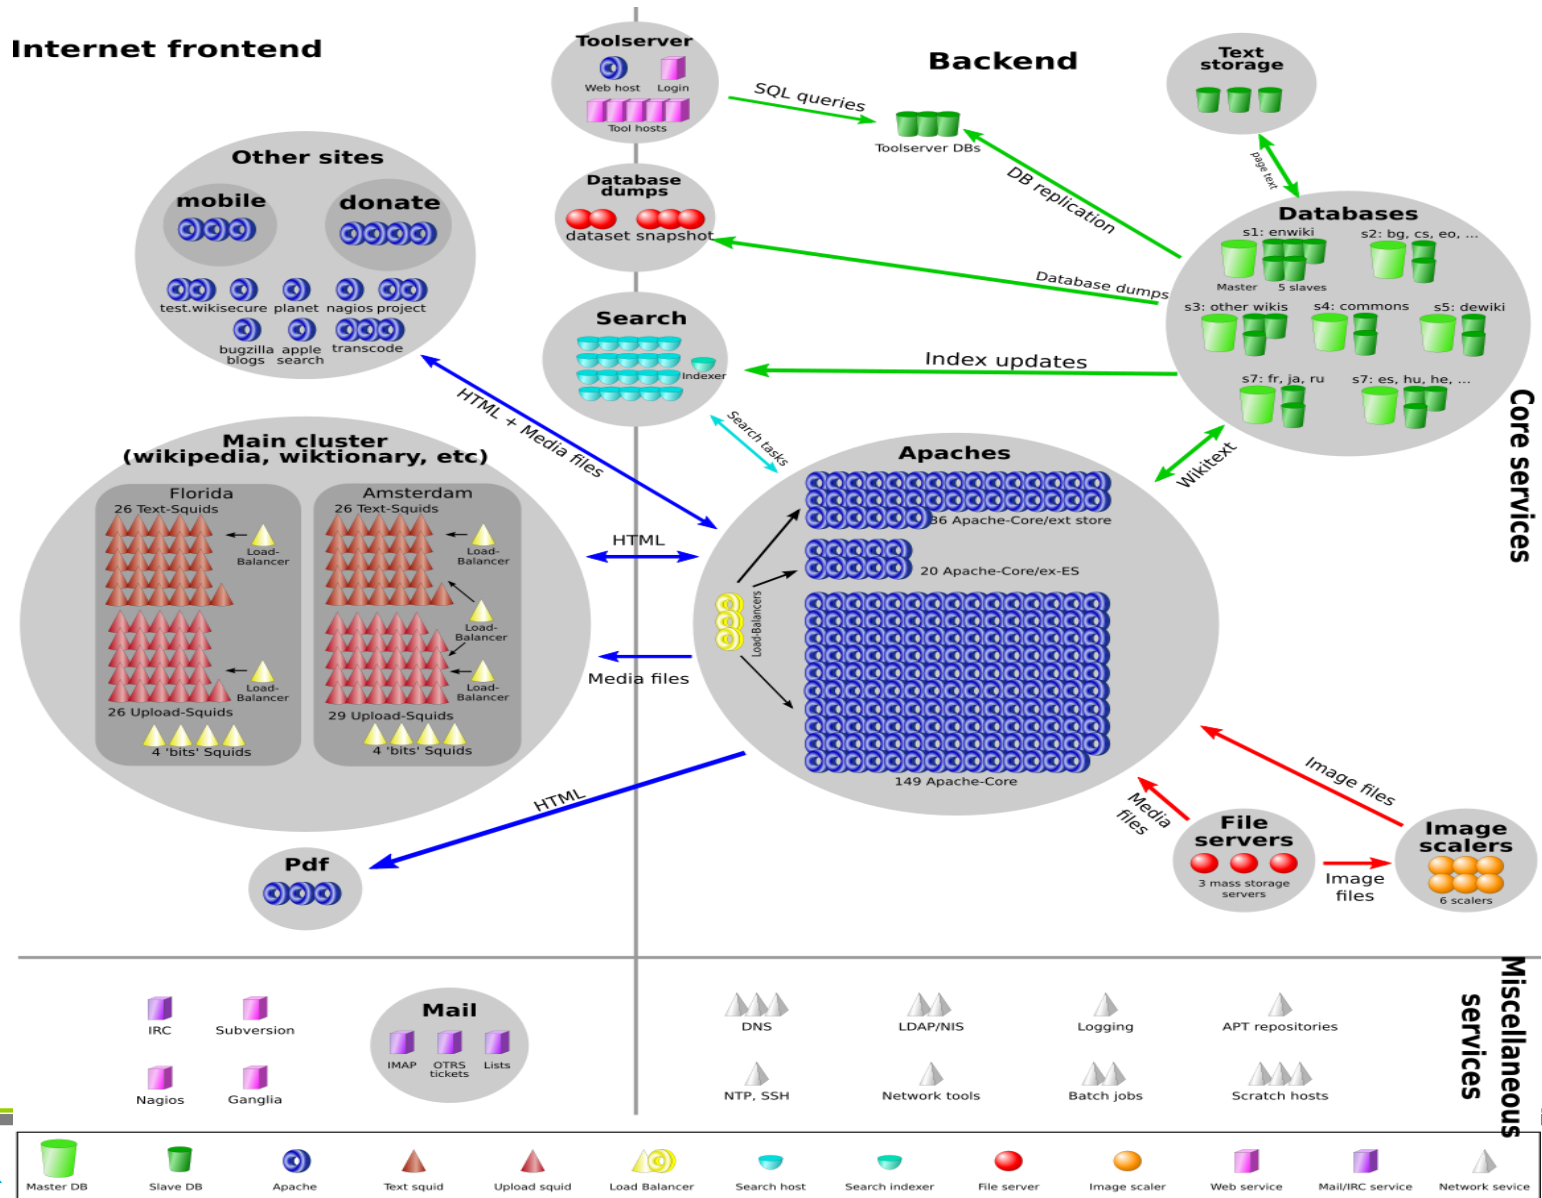 Internet frontend
Backend
Toolserver
Web host
Login
Tool hosts
SQL queries
Toolserver DBs
DB replication
Text
storage
page text
Database
dumps
dataset snapshot
Database dumps
Databases
s1: enwiki
s2: bg, cs, eo, ...
Master
5 slaves
s3: other wikis
s4: commons
s5: dewiki
s7: fr, ja, ru
s7: es, hu, he, ...
Other sites
mobile
donate
test.wiki
secure
planet
nagios
project
bugzilla
blogs
apple
search
transcode
Search
Indexer
Index updates
Search tasks
HTML + Media files
Wikitext
Core services
Main cluster
(wikipedia, wiktionary, etc)
Florida
26 Text-Squids
Load-
Balancer
Load-
Balancer
26 Upload-Squids
4 'bits' Squids
Amsterdam
26 Text-Squids
Load-
Balancer
Load-
Balancer
Load-
Balancer
29 Upload-Squids
4 'bits' Squids
HTML
Media files
HTML
Apaches
36 Apache-Core/ext store
20 Apache-Core/ex-ES
Load-Balancers
149 Apache-Core
Pdf
Media
files
Image files
File
servers
3 mass storage
servers
Image
files
Image
scalers
6 scalers
IRC
Subversion
Nagios
Ganglia
Mail
IMAP
OTRS
tickets
Lists
DNS
LDAP/NIS
Logging
APT repositories
NTP, SSH
Network tools
Batch jobs
Scratch hosts
Miscellaneous
services
Master DB
Slave DB
Apache
Text squid
Upload squid
Load Balancer
Search host
Search indexer
File server
Image scaler
Web service
Mail/IRC service
Network sevice